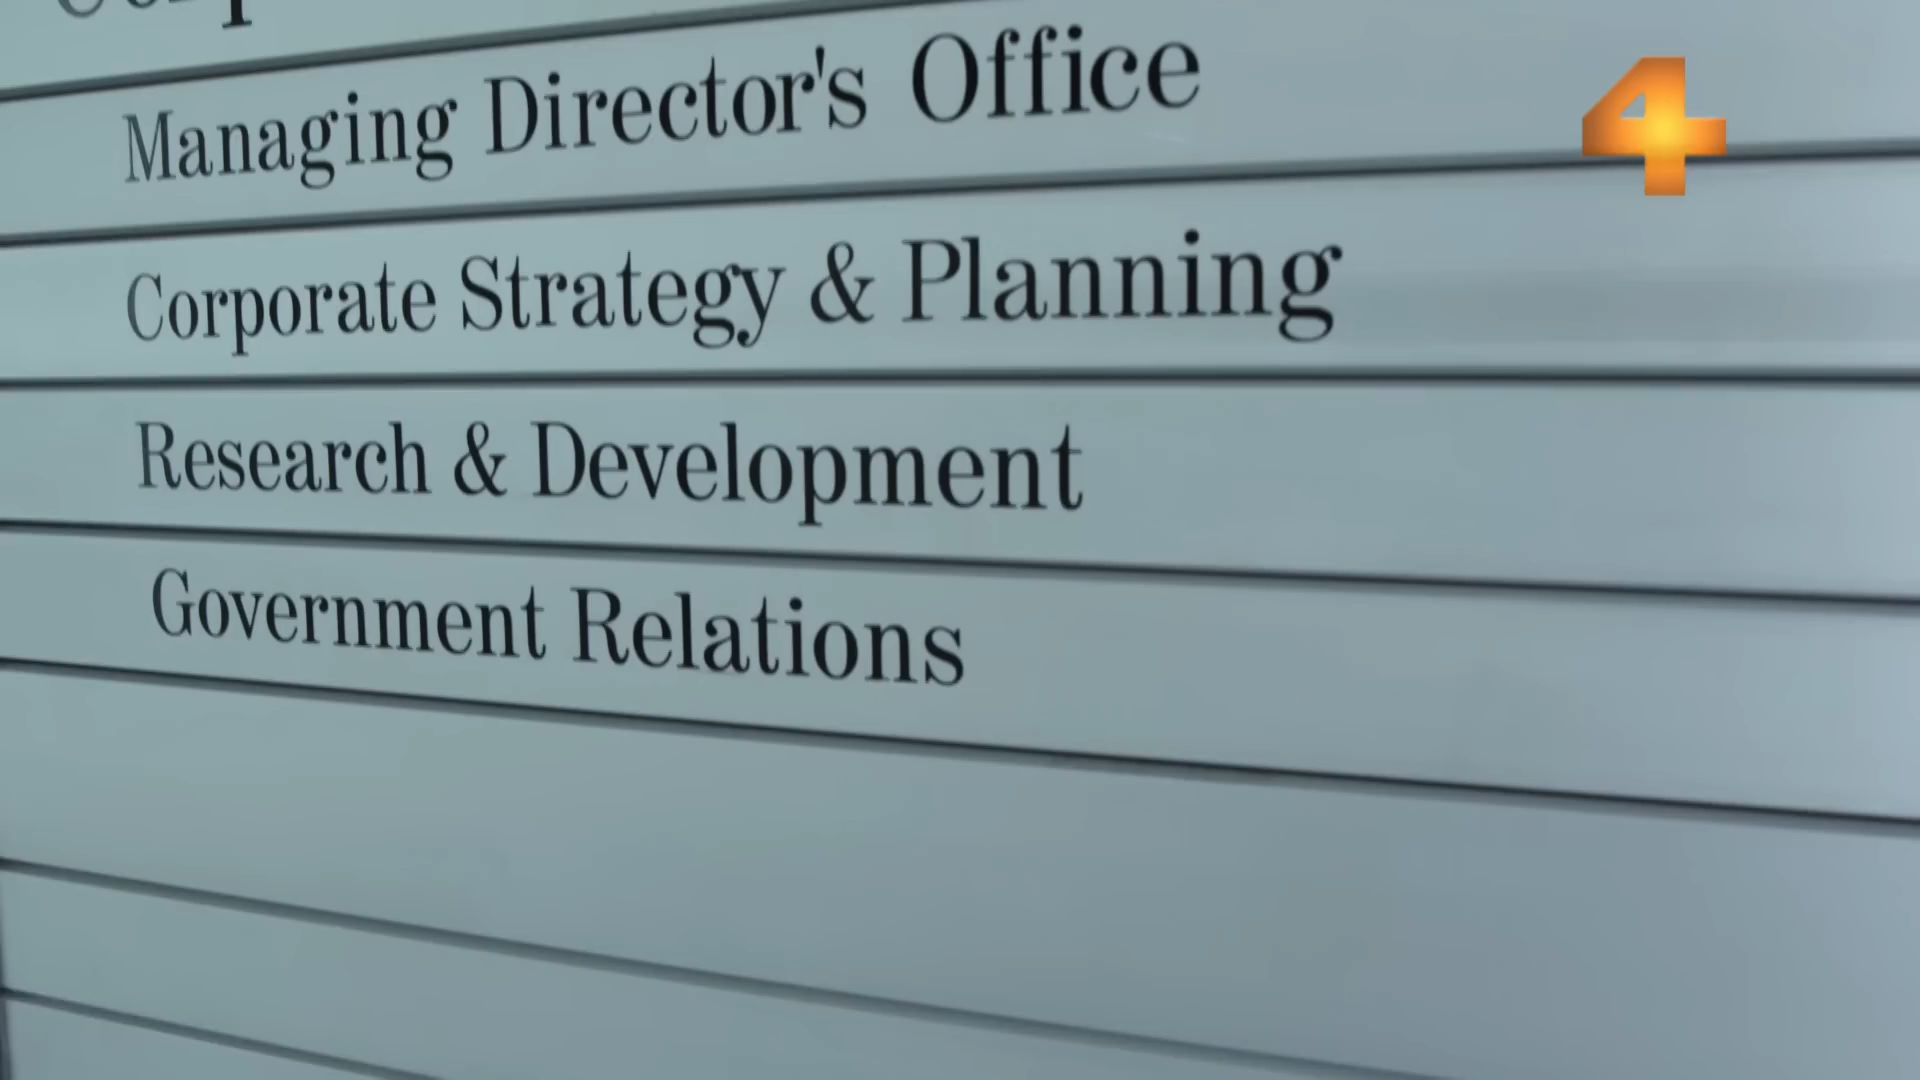 4
Managing Director's Office
Corporate Strategy & Planning
Research & Development
Government Relations